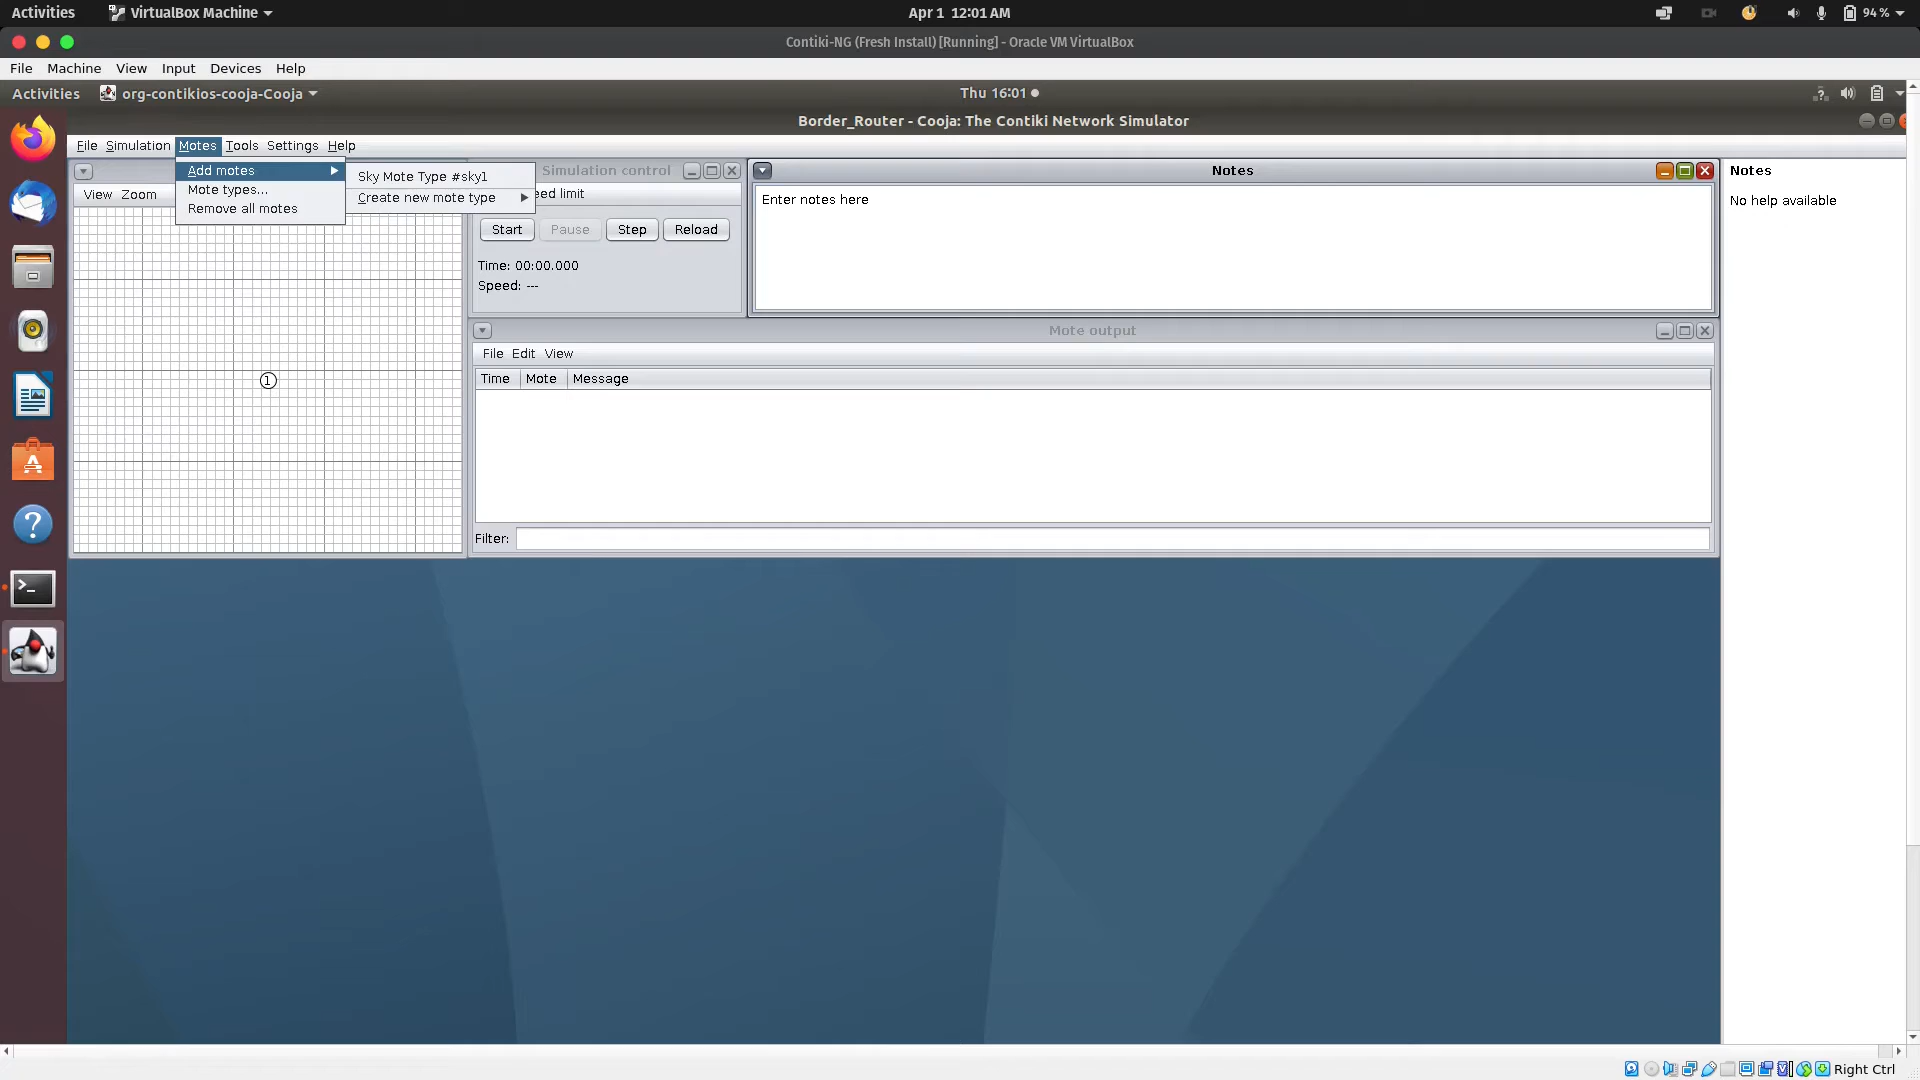 Activities VirtualBox Machine Apr 1 12:01 AM 94 %
Contiki-NG (Fresh Install) [Running] - Oracle VM VirtualBox
File Machine View Input Devices Help
Activities org-contikios-cooja-Cooja Thu 16:01
Border_Router - Cooja: The Contiki Network Simulator
File Simulation Motes Tools Settings Help
Add motes
Mote types...
Remove all motes
Sky Mote Type #sky1
Create new mote type
View Zoom
1
Simulation control
eed limit
Start Pause Step Reload
Time: 00:00.000
Speed: ---
Notes
Enter notes here
Notes
No help available
Mote output
File Edit View
Time Mote Message
Filter:
Right Ctrl